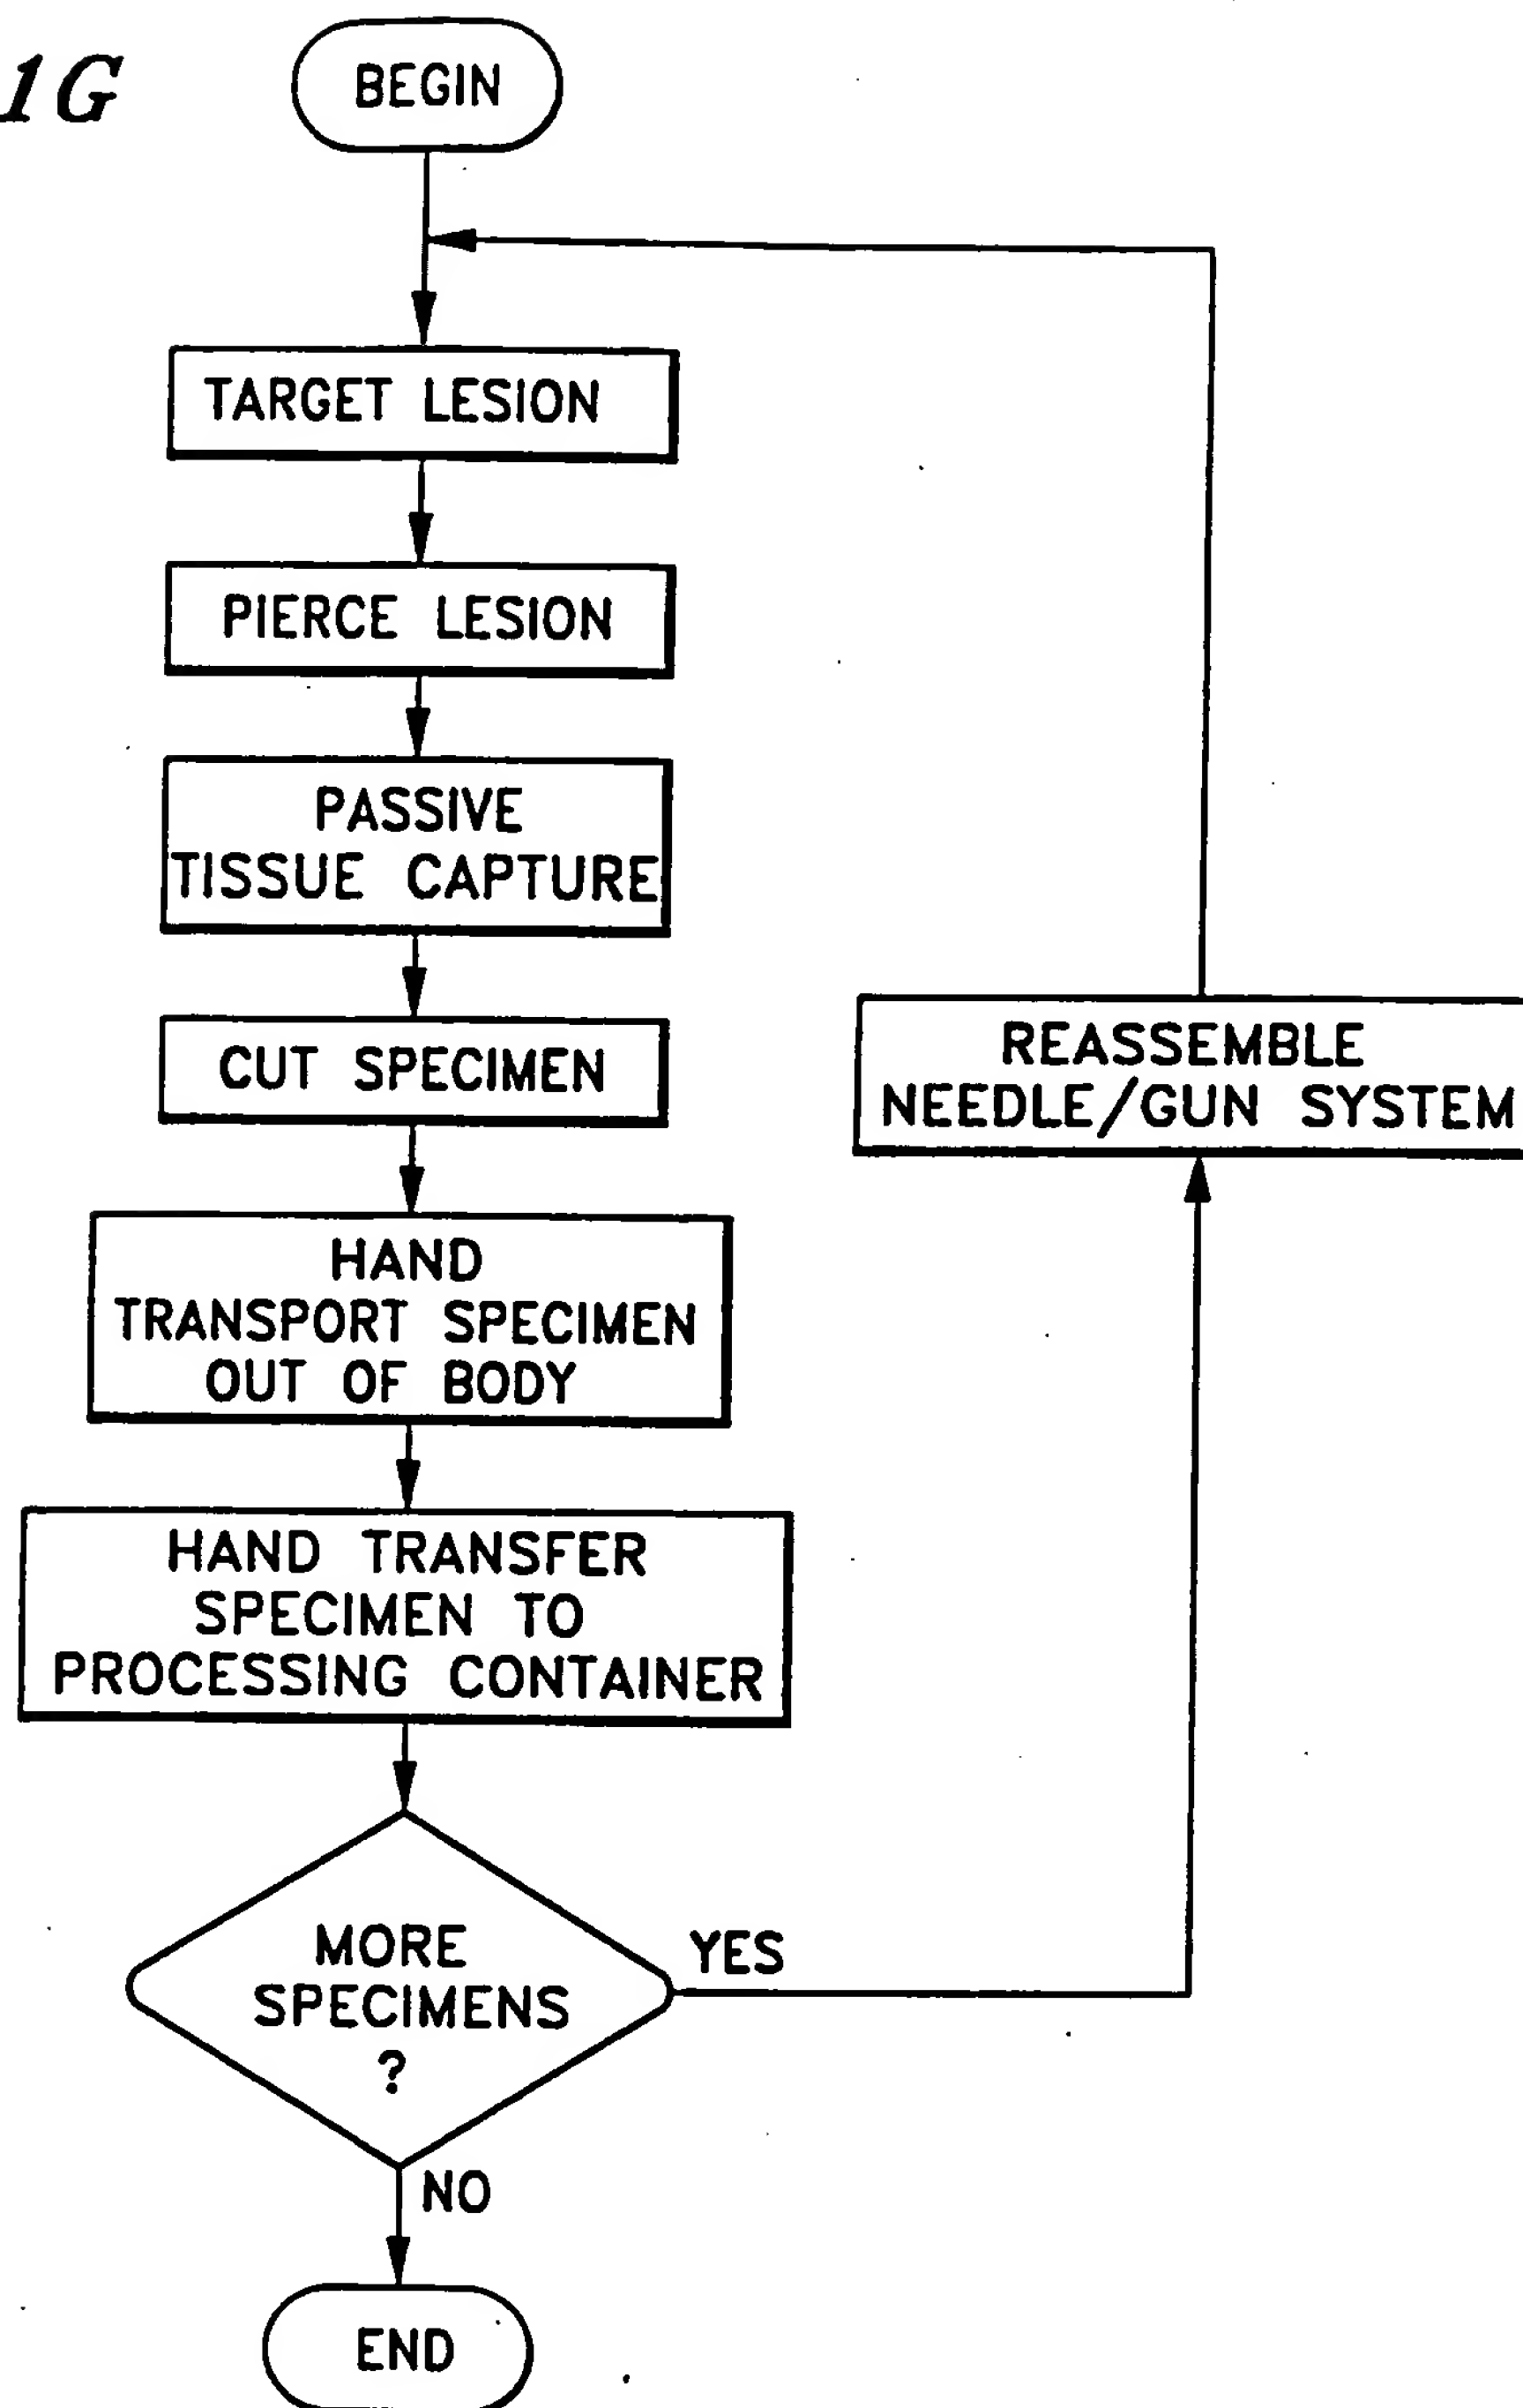 1G
BEGIN
TARGET LESION
PIERCE LESION
PASSIVE
TISSUE CAPTURE
CUT SPECIMEN
REASSEMBLE
NEEDLE/GUN SYSTEM
HAND
TRANSPORT SPECIMEN
OUT OF BODY
HAND TRANSFER
SPECIMEN TO
PROCESSING CONTAINER
MORE
SPECIMENS
?
YES
NO
END